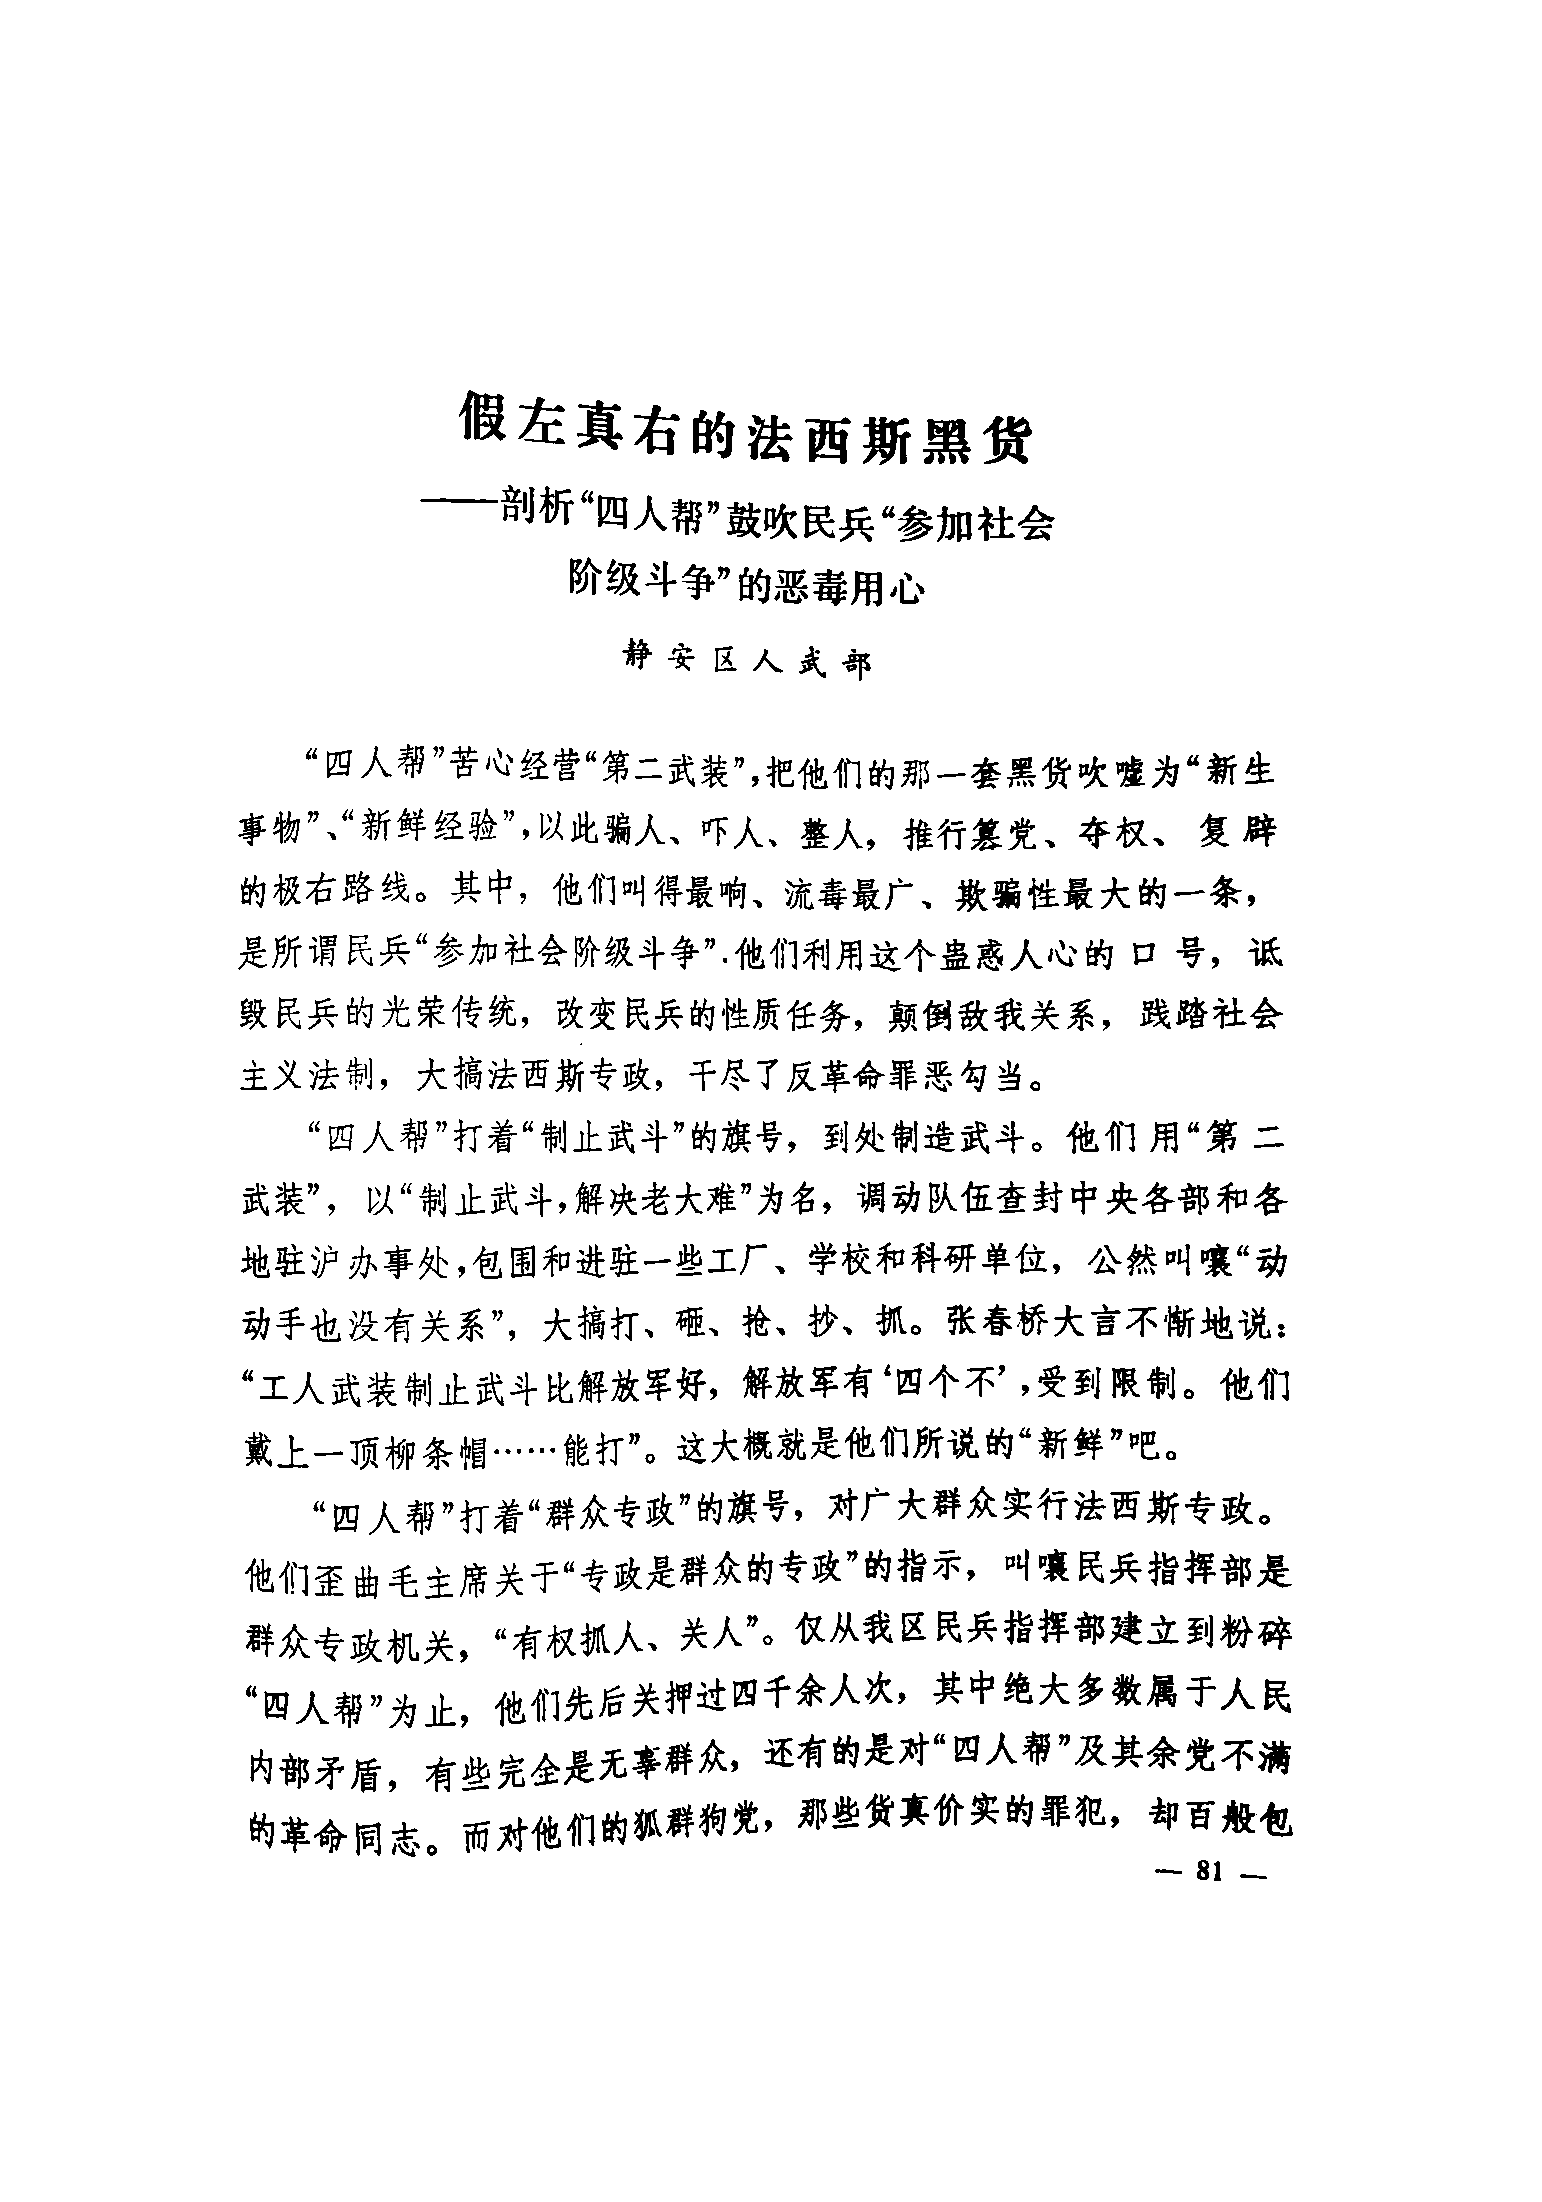 假左真右的法西斯黑货
——剖析“四人帮”鼓吹民兵“参加社会
阶级斗争”的恶毒用心
静安区人武部
“四人帮”苦心经营“第二武装”,把他们的那一套黑货吹嘘为“新生
事物”、“新鲜经验”,以此骗人、吓人、整人，推行篡党、夺权、复辟
的极右路线。其中，他们叫得最响、流毒最广、欺骗性最大的一条，
是所谓民兵“参加社会阶级斗争”.他们利用这个蛊惑人心的口号，诋
毁民兵的光荣传统，改变民兵的性质任务，颠倒敌我关系，践踏社会
主义法制，大搞法西斯专政，干尽了反革命罪恶勾当。
“四人帮”打着“制止武斗”的旗号，到处制造武斗。他们用“第二
武装”，以“制止武斗,解决老大难”为名，调动队伍查封中央各部和各
地驻沪办事处,包围和进驻一些工厂、学校和科研单位，公然叫嚷“动
动手也没有关系”，大搞打、砸、抢、抄、抓。张春桥大言不惭地说：
“工人武装制止武斗比解放军好，解放军有‘四个不’,受到限制。他们
戴上一顶柳条帽……能打”。这大概就是他们所说的“新鲜”吧。
“四人帮”打着“群众专政”的旗号，对广大群众实行法西斯专政。
他们歪曲毛主席关于“专政是群众的专政”的指示，叫嚷民兵指挥部是
群众专政机关，“有权抓人、关人”。仅从我区民兵指挥部建立到粉碎
“四人帮”为止，他们先后关押过四千余人次，其中绝大多数属于人民
内部矛盾，有些完全是无辜群众，还有的是对“四人帮”及其余党不满
的革命同志。而对他们的狐群狗党，那些货真价实的罪犯，却百般包
— 81 —